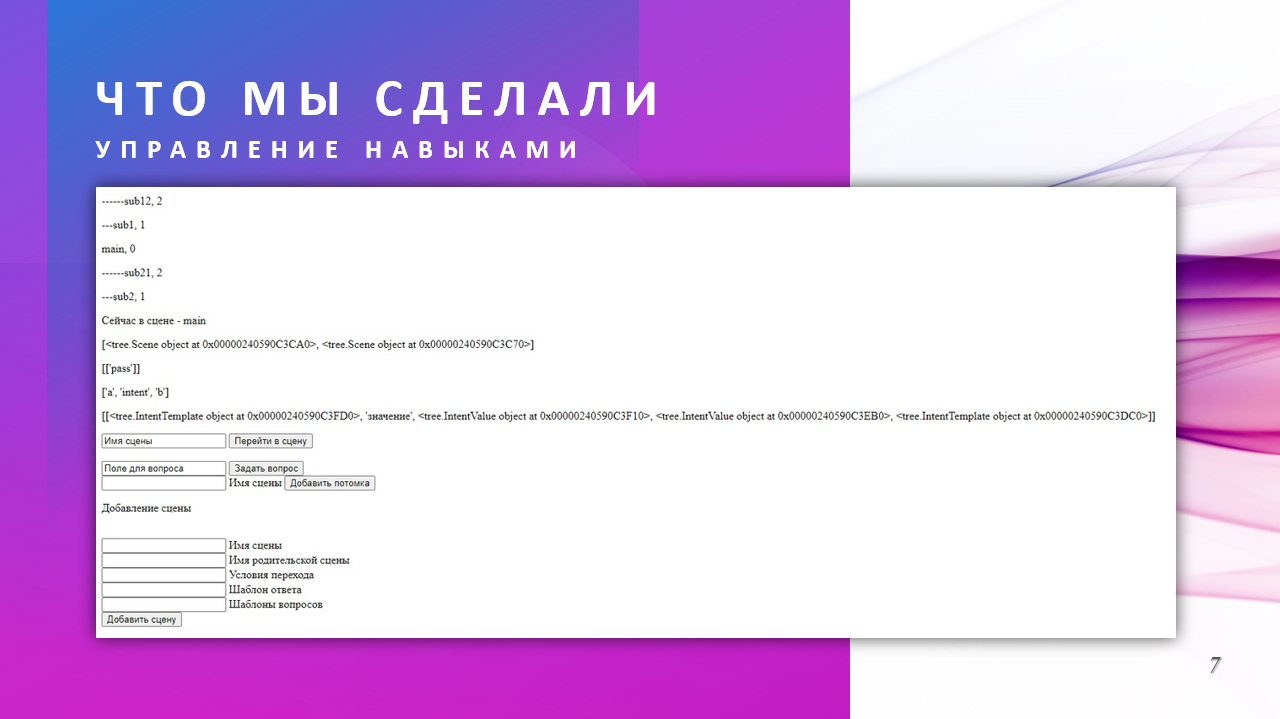 ЧТО МЫ СДЕЛАЛИ
УПРАВЛЕНИЕ НАВЫКАМИ
------sub12, 2
---sub1, 1
main, 0
------sub21, 2
---sub2, 1
Сейчас в сцене - main
[<tree.Scene object at 0x00000240590C3CA0>, <tree.Scene object at 0x00000240590C3C70>]
[['pass']]
['a', 'intent', 'b']
[[<tree.IntentTemplate object at 0x00000240590C3FD0>, 'значение', <tree.IntentValue object at 0x00000240590C3F10>, <tree.IntentValue object at 0x00000240590C3EB0>, <tree.IntentTemplate object at 0x00000240590C3DC0>]]
Имя сцены Перейти в сцену
Поле для вопроса Задать вопрос
Имя сцены Добавить потомка
Добавление сцены
Имя сцены
Имя родительской сцены
Условия перехода
Шаблон ответа
Шаблоны вопросов
Добавить сцену
7